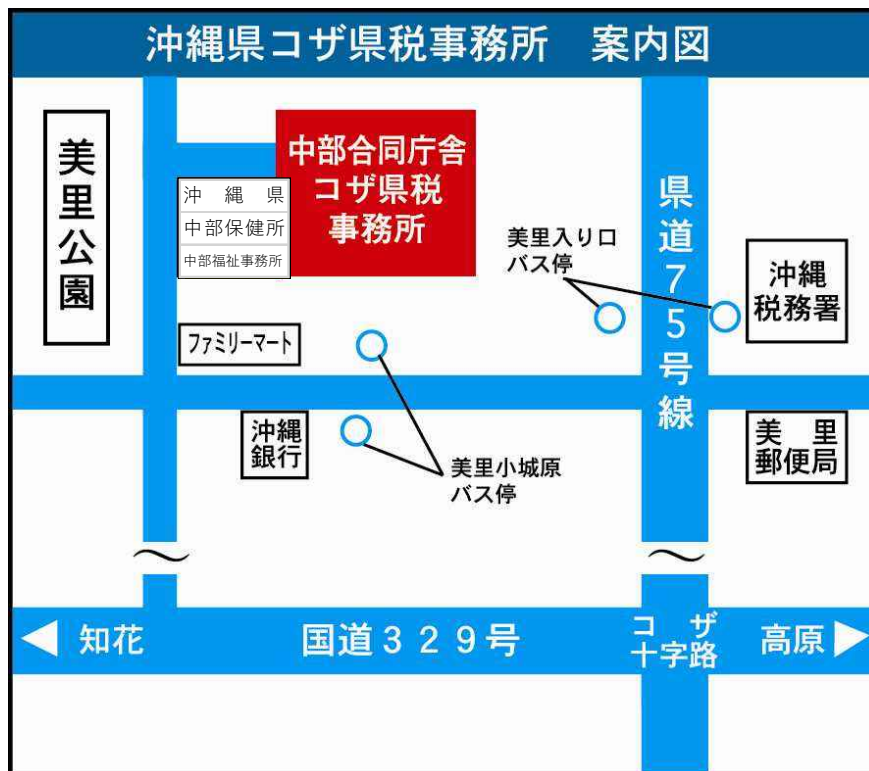 沖縄県コザ県税事務所　案内図
美里公園
中部合同庁舎
コザ県税
事務所
沖　縄　県
中部保健所
中部福祉事務所
美里入り口
バス停
県道７５号線
沖縄
税務署
ファミリーマート
沖縄
銀行
美里小城原
バス停
美　里
郵便局
〜
〜
◀ 知花
国道３２９号
コ　ザ
十字路
高原 ▶